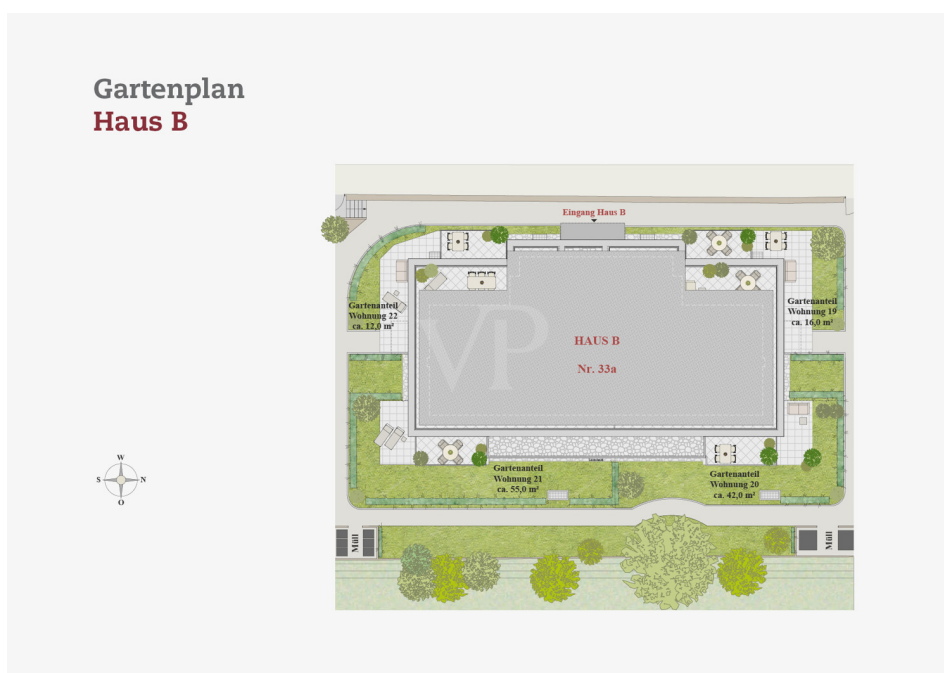 Gartenplan
Haus B
Eingang Haus B
Gartenanteil
Wohnung 22
ca. 12,0 m²
Gartenanteil
Wohnung 19
ca. 16,0 m²
VP
HAUS B
Nr. 33a
W
S
N
O
Gartenanteil
Wohnung 21
ca. 55,0 m²
Gartenanteil
Wohnung 20
ca. 42,0 m²
Müll
Müll